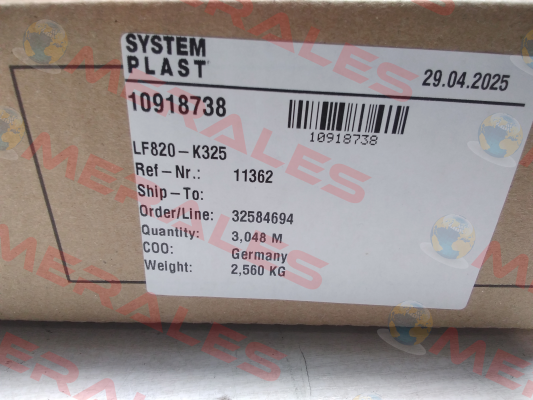 SYSTEM
PLAST®
29.04.2025
10918738
10918738
LF820-K325
Ref-Nr.: 11362
Ship-To:
Order/Line: 32584694
Quantity: 3,048 M
COO: Germany
Weight: 2,560 KG
MERALES